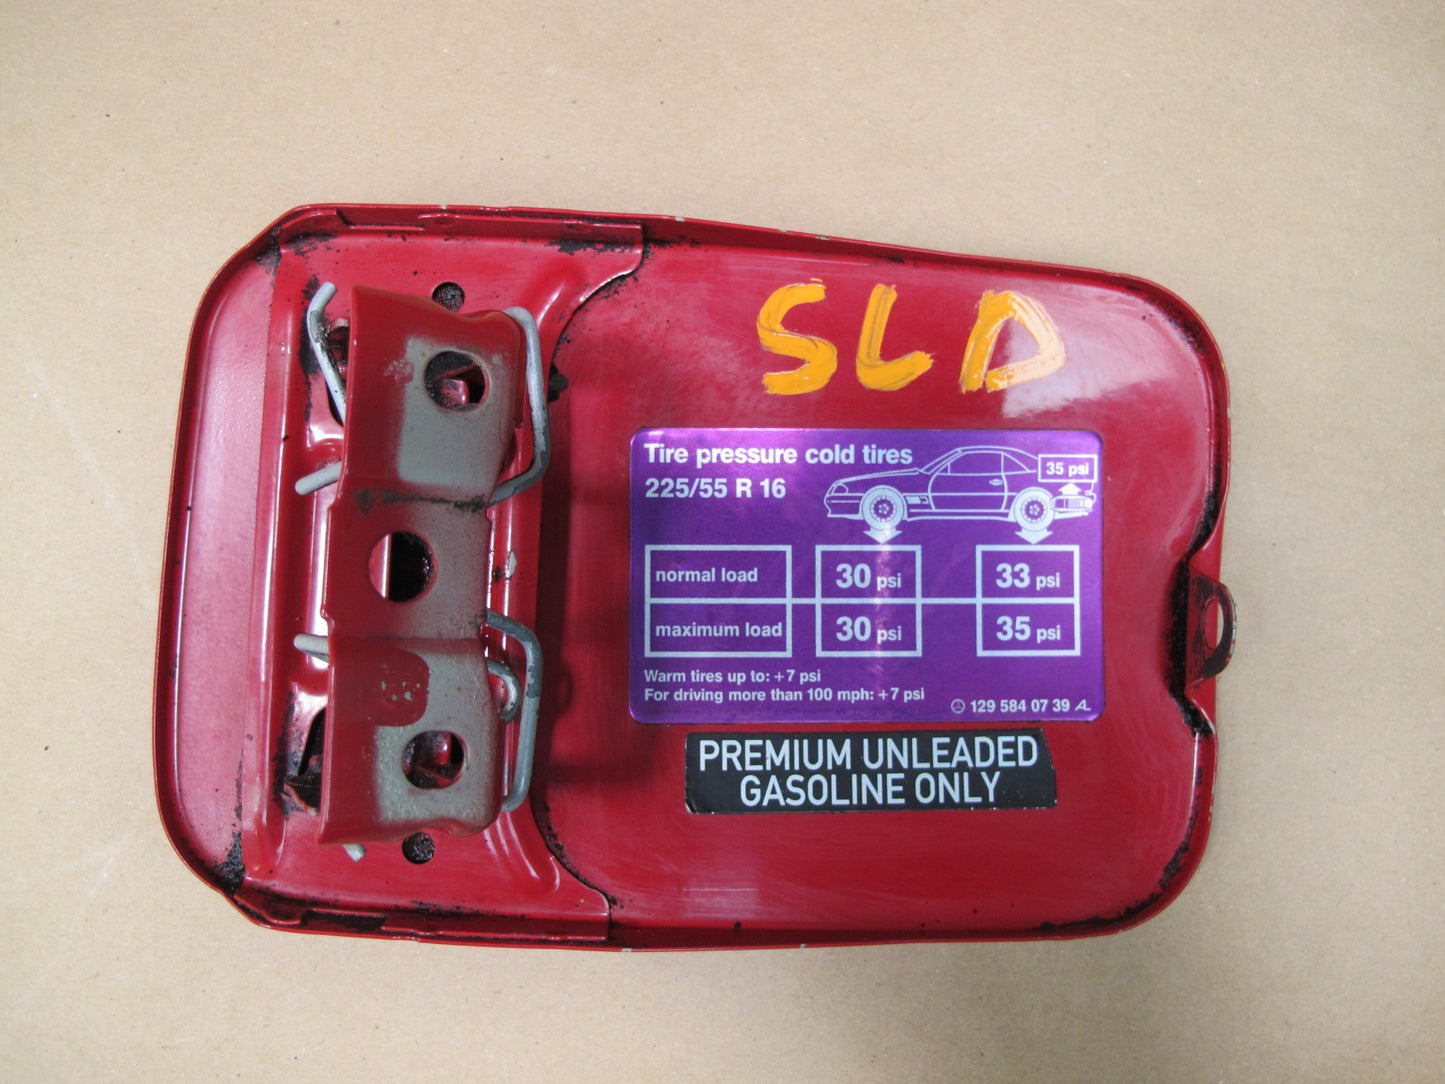 SLD
Tire pressure cold tires
225/55 R 16
35 psi
normal load 30 psi 33 psi
maximum load 30 psi 35 psi
Warm tires up to: +7 psi
For driving more than 100 mph: +7 psi
129 584 07 39
PREMIUM UNLEADED
GASOLINE ONLY